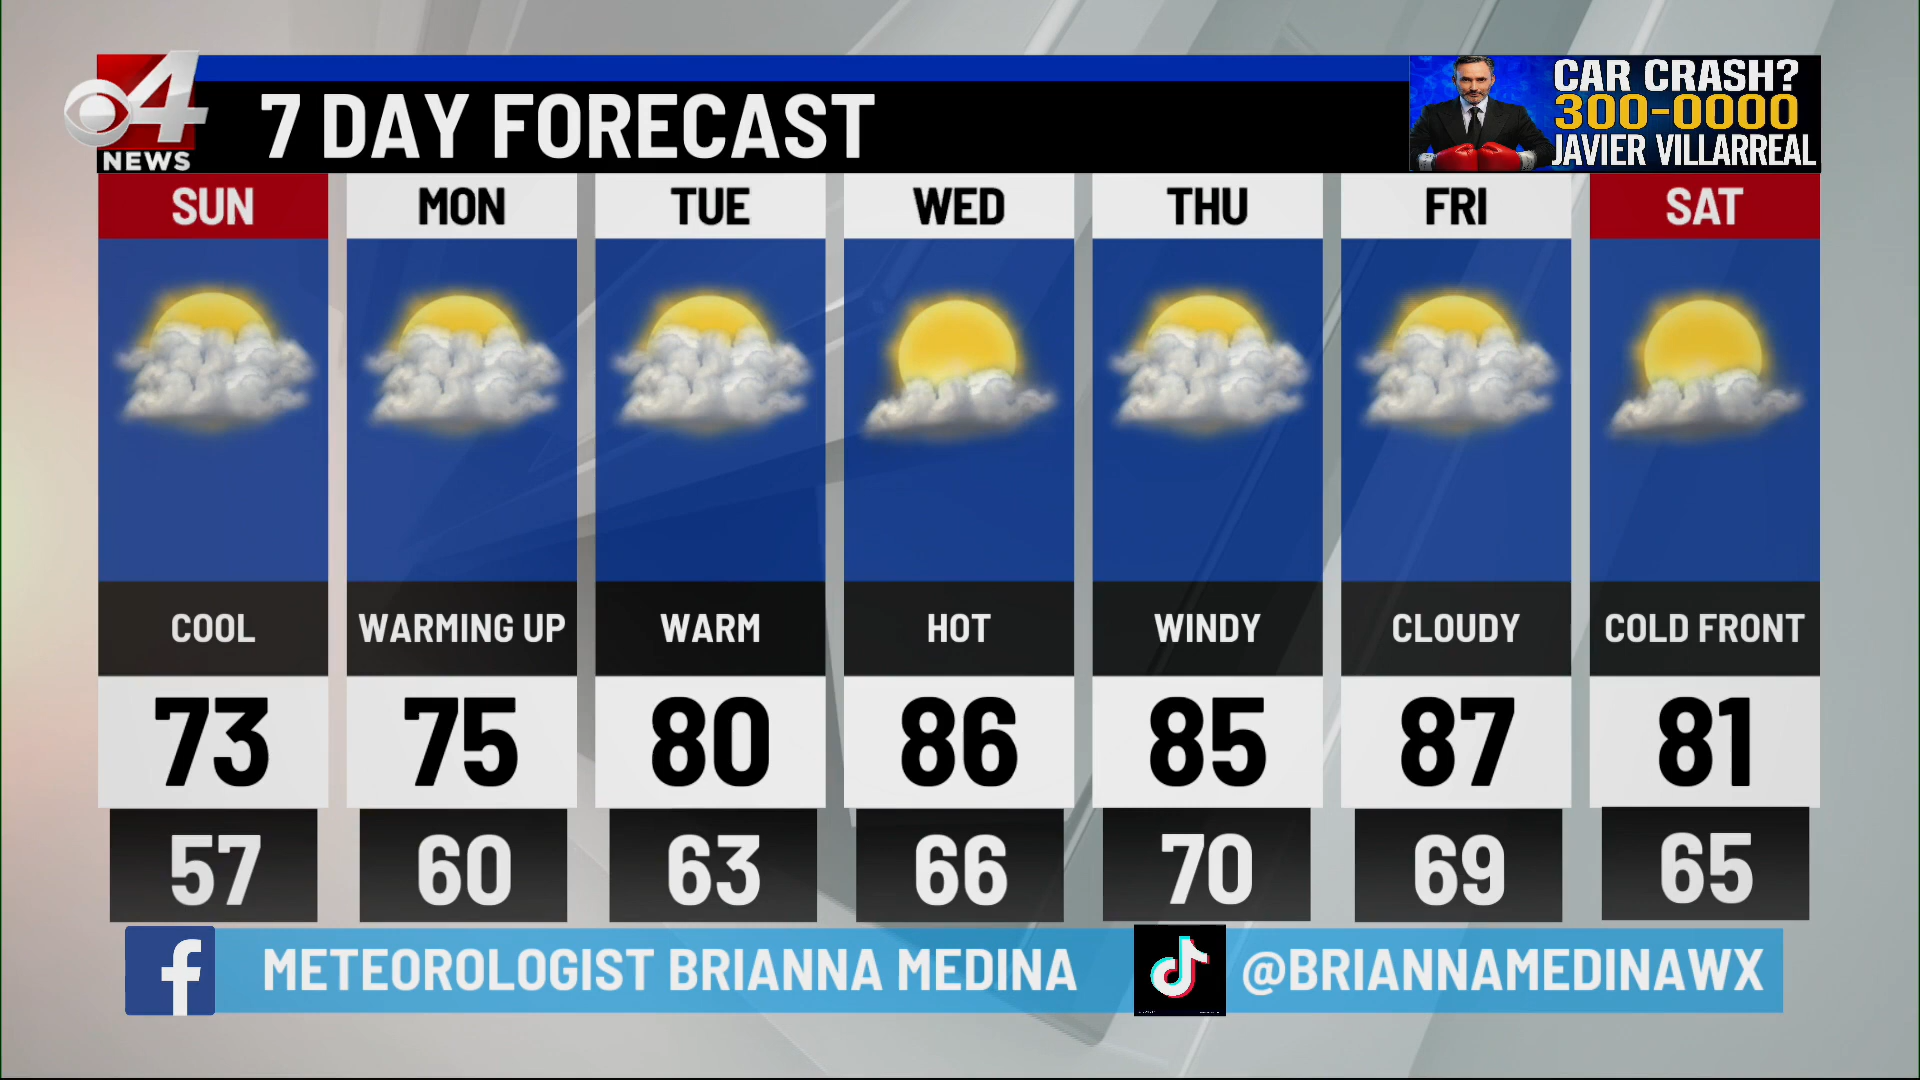 4
NEWS
7 DAY FORECAST
CAR CRASH?
300-0000
JAVIER VILLARREAL
SUN MON TUE WED THU FRI SAT
COOL WARMING UP WARM HOT WINDY CLOUDY COLD FRONT
73 75 80 86 85 87 81
57 60 63 66 70 69 65
METEOROLOGIST BRIANNA MEDINA @BRIANNAMEDINAWX